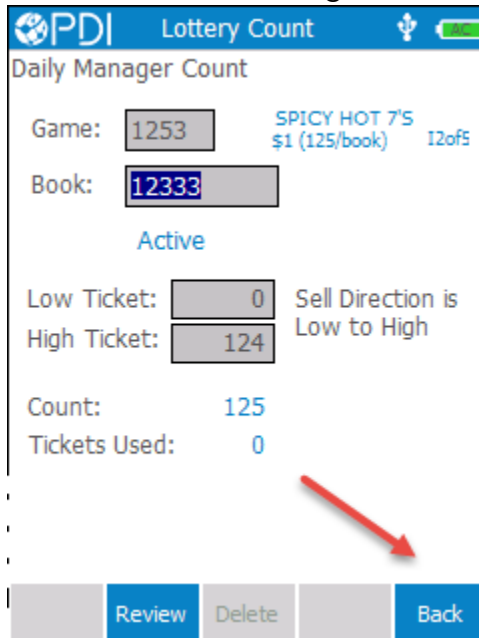 PDI Lottery Count AC
Daily Manager Count
Game: 1253 SPICY HOT 7'S
$1 (125/book) I2of5
Book: 12333
Active
Low Ticket: 0 Sell Direction is
High Ticket: 124 Low to High
Count: 125
Tickets Used: 0
Review Delete Back